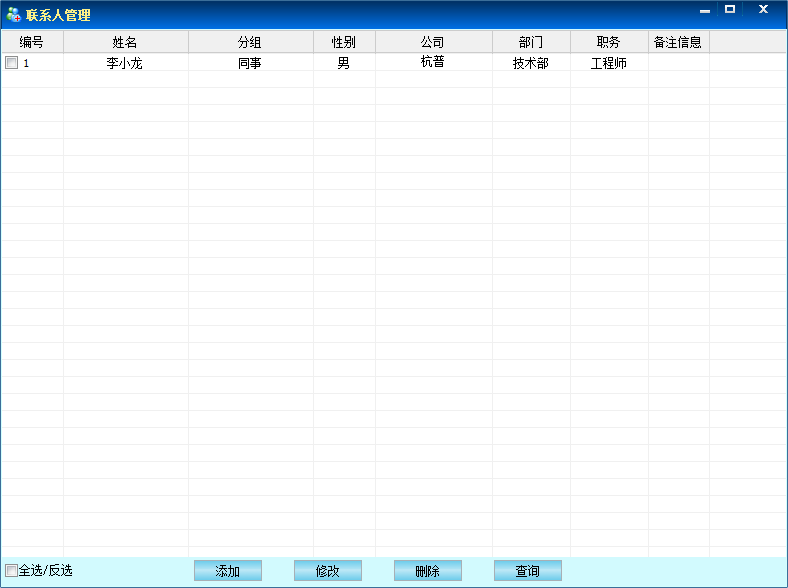 联系人管理
编号 姓名 分组 性别 公司 部门 职务 备注信息
1 李小龙 同事 男 杭普 技术部 工程师
全选/反选 添加 修改 删除 查询